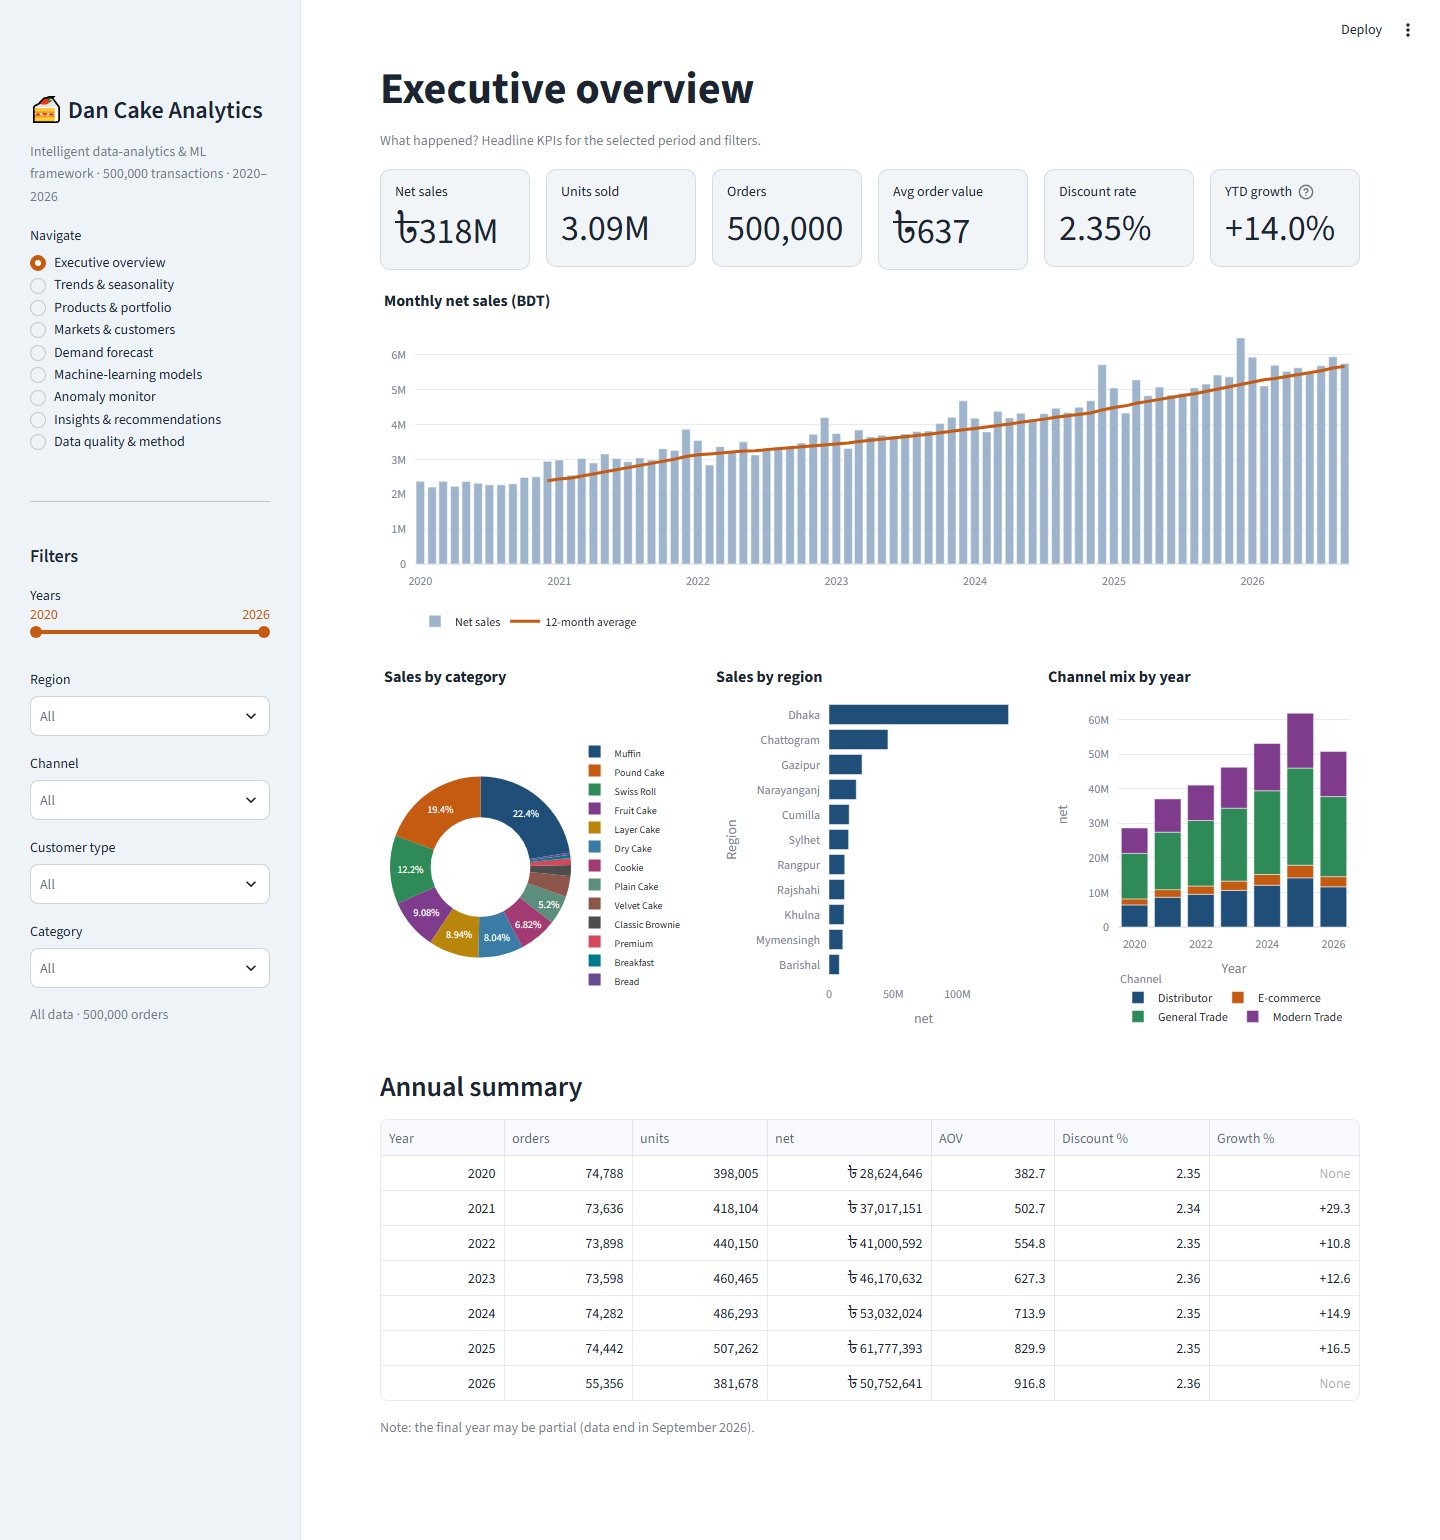 Deploy
Dan Cake Analytics
Intelligent data-analytics & ML
framework · 500,000 transactions · 2020–
2026
Navigate
Executive overview
Trends & seasonality
Products & portfolio
Markets & customers
Demand forecast
Machine-learning models
Anomaly monitor
Insights & recommendations
Data quality & method
Filters
Years
2020 2026
Region
All
Channel
All
Customer type
All
Category
All
All data · 500,000 orders
Executive overview
What happened? Headline KPIs for the selected period and filters.
Net sales
৳318M
Units sold
3.09M
Orders
500,000
Avg order value
৳637
Discount rate
2.35%
YTD growth
+14.0%
Monthly net sales (BDT)
6M
5M
4M
3M
2M
1M
0
2020 2021 2022 2023 2024 2025 2026
Net sales 12-month average
Sales by category
22.4%
19.4%
12.2%
9.08%
8.94%
8.04%
6.82%
5.2%
Muffin
Pound Cake
Swiss Roll
Fruit Cake
Layer Cake
Dry Cake
Cookie
Plain Cake
Velvet Cake
Classic Brownie
Premium
Breakfast
Bread
Sales by region
Region
Dhaka
Chattogram
Gazipur
Narayanganj
Cumilla
Sylhet
Rangpur
Rajshahi
Khulna
Mymensingh
Barishal
0 50M 100M
net
Channel mix by year
net
60M
50M
40M
30M
20M
10M
0
2020 2022 2024 2026
Year
Channel
Distributor E-commerce
General Trade Modern Trade
Annual summary
Year orders units net AOV Discount % Growth %
2020 74,788 398,005 ৳ 28,624,646 382.7 2.35 None
2021 73,636 418,104 ৳ 37,017,151 502.7 2.34 +29.3
2022 73,898 440,150 ৳ 41,000,592 554.8 2.35 +10.8
2023 73,598 460,465 ৳ 46,170,632 627.3 2.36 +12.6
2024 74,282 486,293 ৳ 53,032,024 713.9 2.35 +14.9
2025 74,442 507,262 ৳ 61,777,393 829.9 2.35 +16.5
2026 55,356 381,678 ৳ 50,752,641 916.8 2.36 None
Note: the final year may be partial (data end in September 2026).